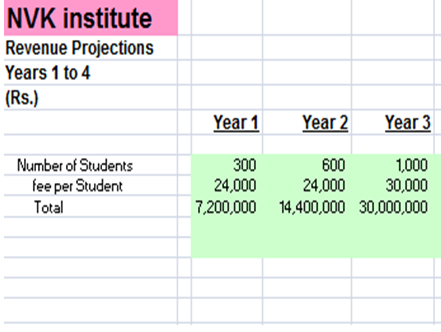 NVK institute
Revenue Projections
Years 1 to 4
(Rs.)
Year 1 Year 2 Year 3
Number of Students 300 600 1,000
fee per Student 24,000 24,000 30,000
Total 7,200,000 14,400,000 30,000,000